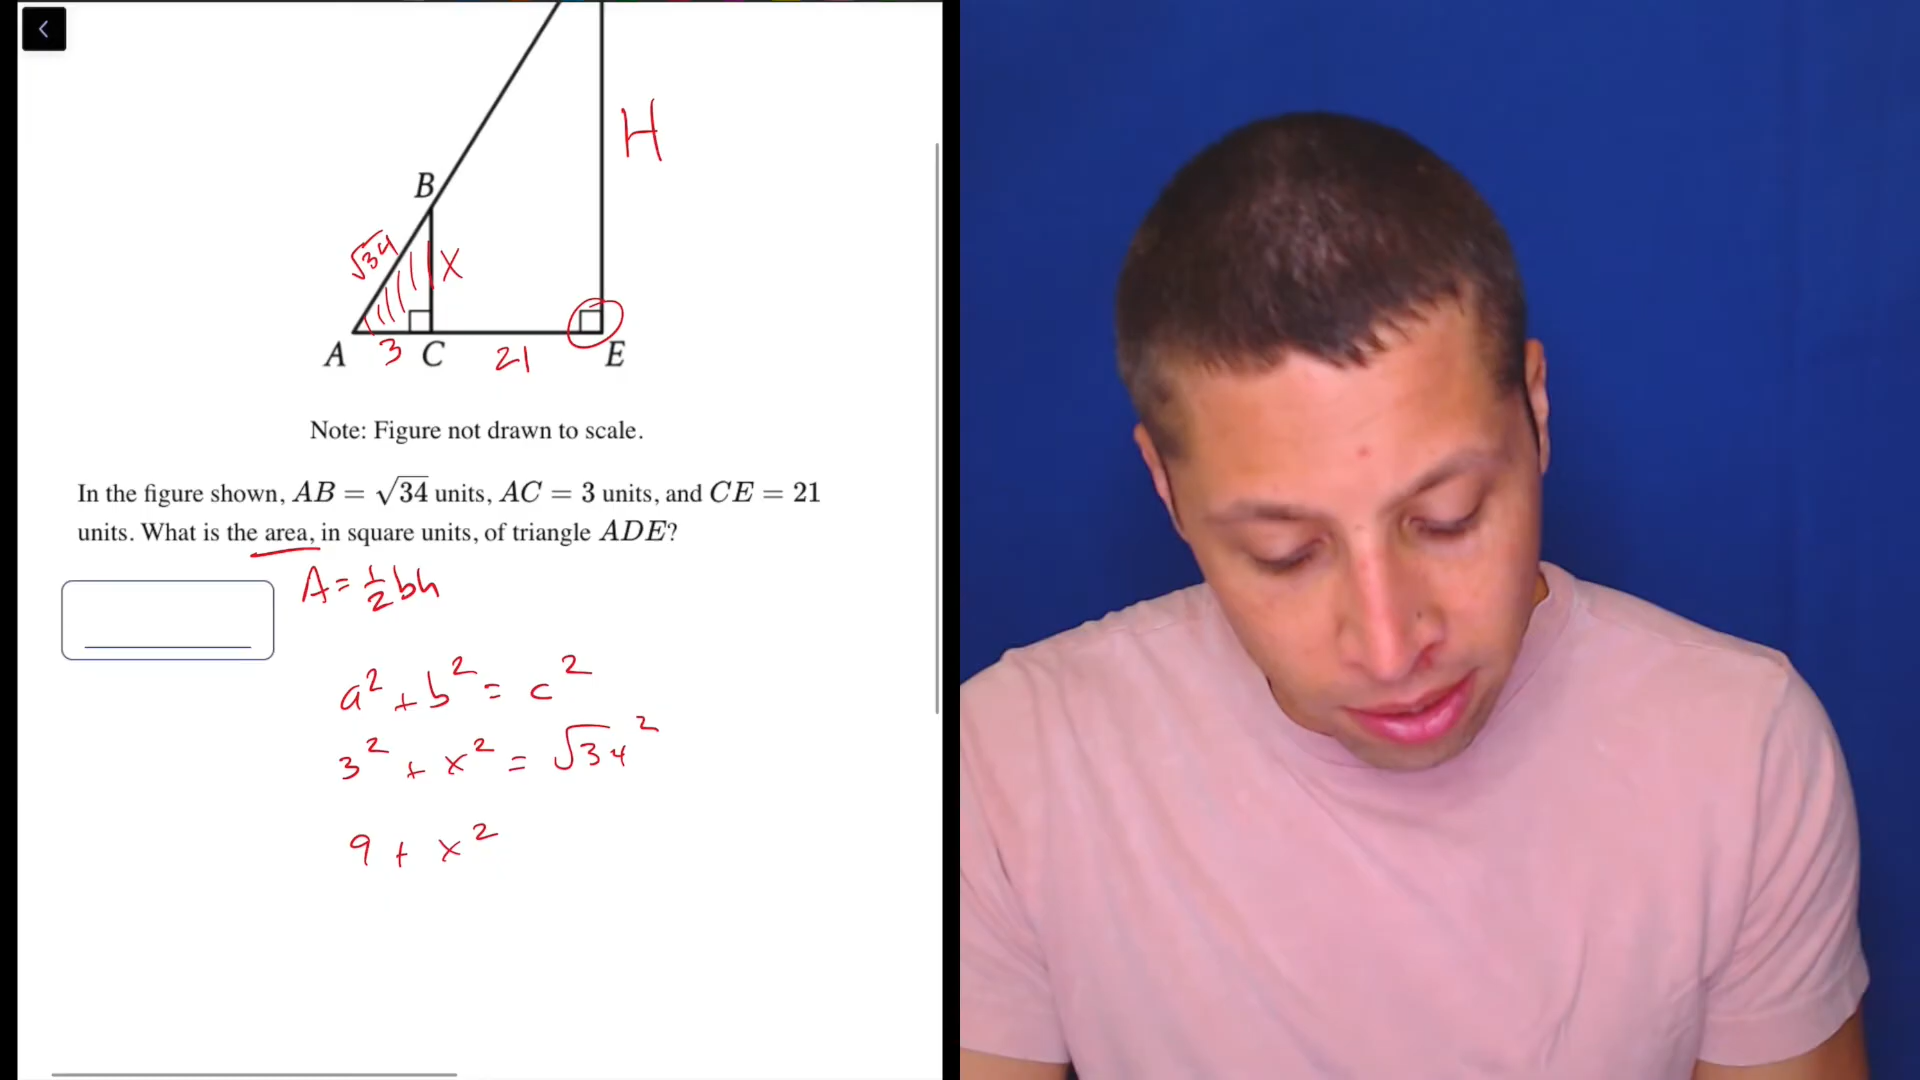 H
B
√34
X
A 3 C 21 E
Note: Figure not drawn to scale.
In the figure shown, AB = √34 units, AC = 3 units, and CE = 21
units. What is the area, in square units, of triangle ADE?
A = 1/2 bh
a² + b² = c²
3² + x² = √34²
9 + x²